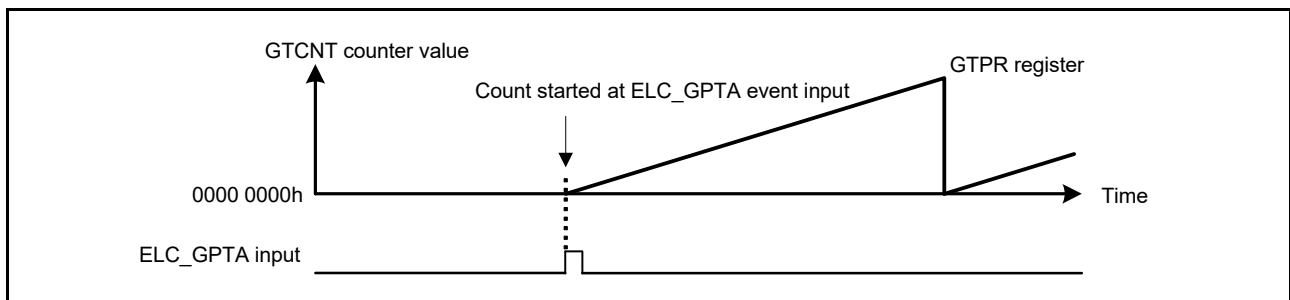 GTCNT counter value
GTPR register
Count started at ELC_GPTA event input
0000 0000h
Time
ELC_GPTA input